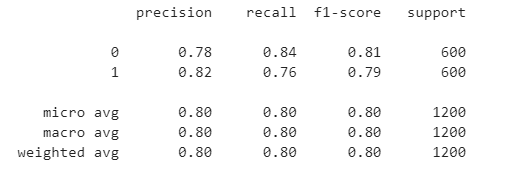 precision recall f1-score support
0 0.78 0.84 0.81 600
1 0.82 0.76 0.79 600
micro avg 0.80 0.80 0.80 1200
macro avg 0.80 0.80 0.80 1200
weighted avg 0.80 0.80 0.80 1200